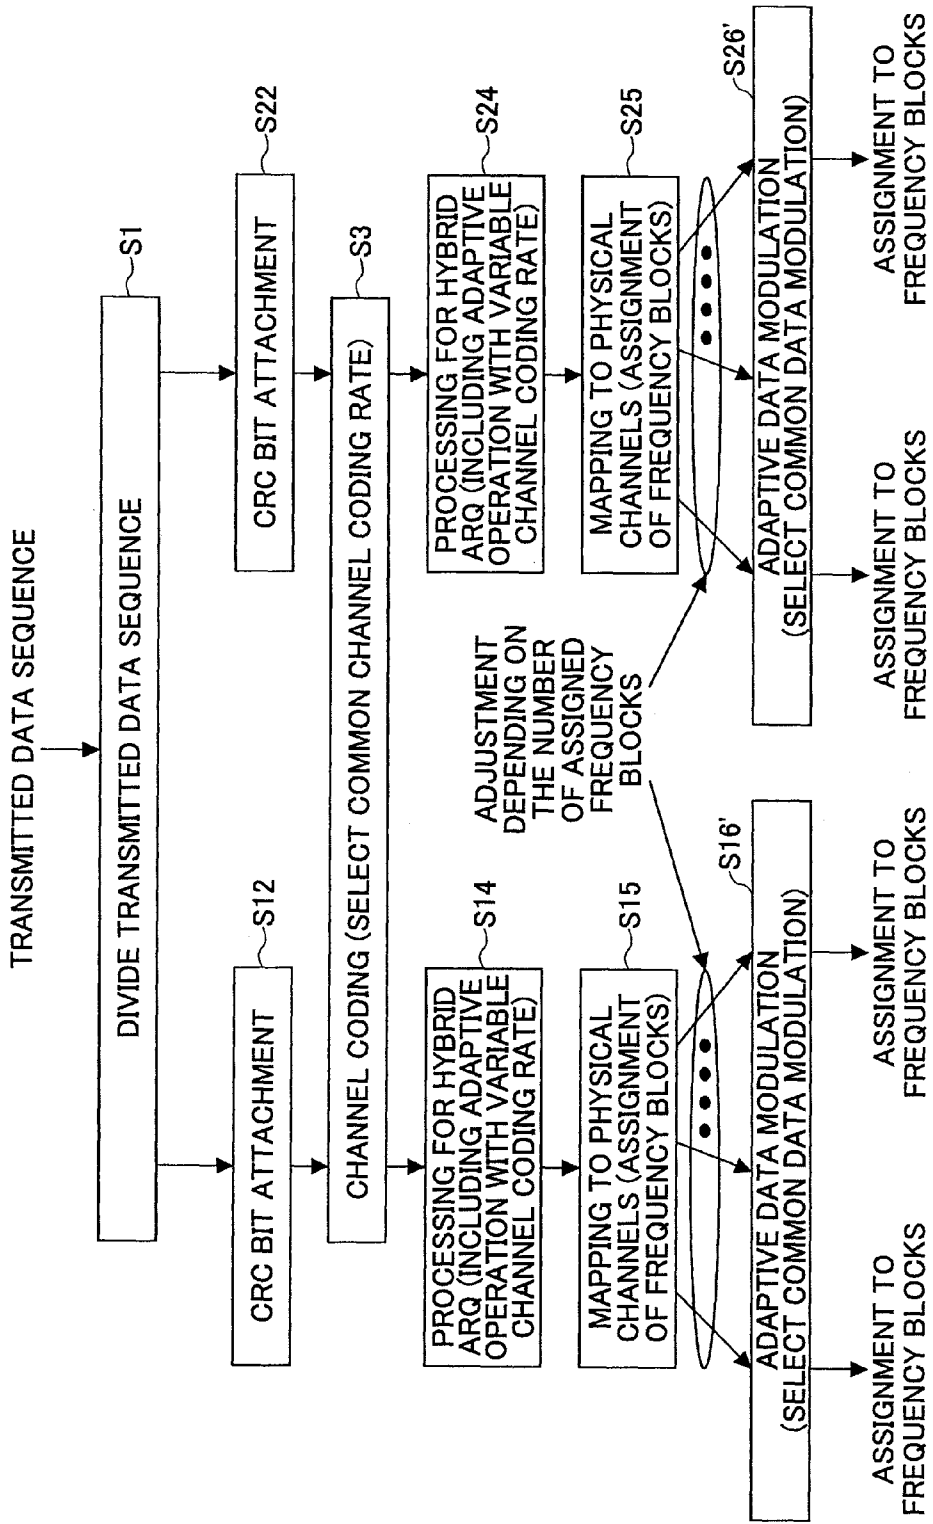 TRANSMITTED DATA SEQUENCE
DIVIDE TRANSMITTED DATA SEQUENCE
S1
CRC BIT ATTACHMENT
S12
CRC BIT ATTACHMENT
S22
CHANNEL CODING (SELECT COMMON CHANNEL CODING RATE)
S3
PROCESSING FOR HYBRID
ARQ (INCLUDING ADAPTIVE
OPERATION WITH VARIABLE
CHANNEL CODING RATE)
S14
PROCESSING FOR HYBRID
ARQ (INCLUDING ADAPTIVE
OPERATION WITH VARIABLE
CHANNEL CODING RATE)
S24
MAPPING TO PHYSICAL
CHANNELS (ASSIGNMENT
OF FREQUENCY BLOCKS)
S15
ADJUSTMENT
DEPENDING ON
THE NUMBER
OF ASSIGNED
FREQUENCY
BLOCKS
MAPPING TO PHYSICAL
CHANNELS (ASSIGNMENT
OF FREQUENCY BLOCKS)
S25
ADAPTIVE DATA MODULATION
(SELECT COMMON DATA MODULATION)
S16'
ADAPTIVE DATA MODULATION
(SELECT COMMON DATA MODULATION)
S26'
ASSIGNMENT TO
FREQUENCY BLOCKS
ASSIGNMENT TO
FREQUENCY BLOCKS
ASSIGNMENT TO
FREQUENCY BLOCKS
ASSIGNMENT TO
FREQUENCY BLOCKS